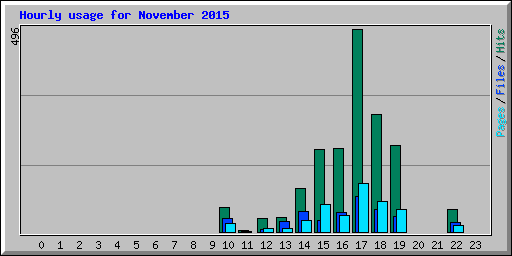 Hourly usage for November 2015
496
Pages/Files/Hits
0 1 2 3 4 5 6 7 8 9 10 11 12 13 14 15 16 17 18 19 20 21 22 23